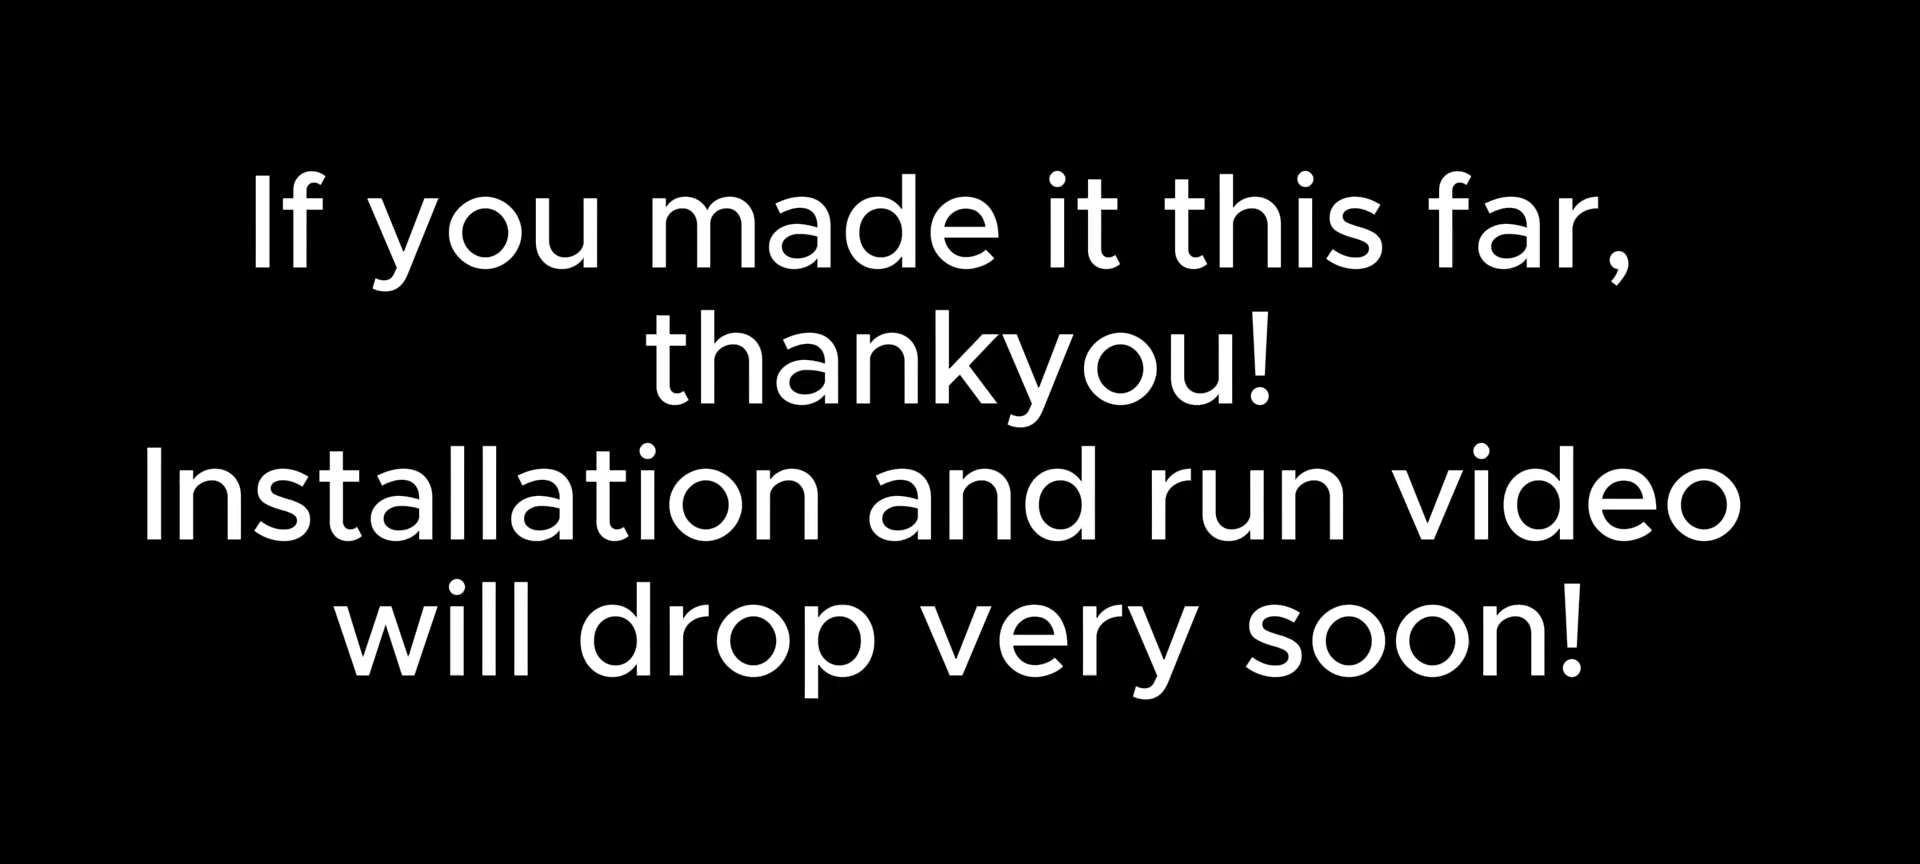 If you made it this far,
thankyou!
Installation and run video
will drop very soon!